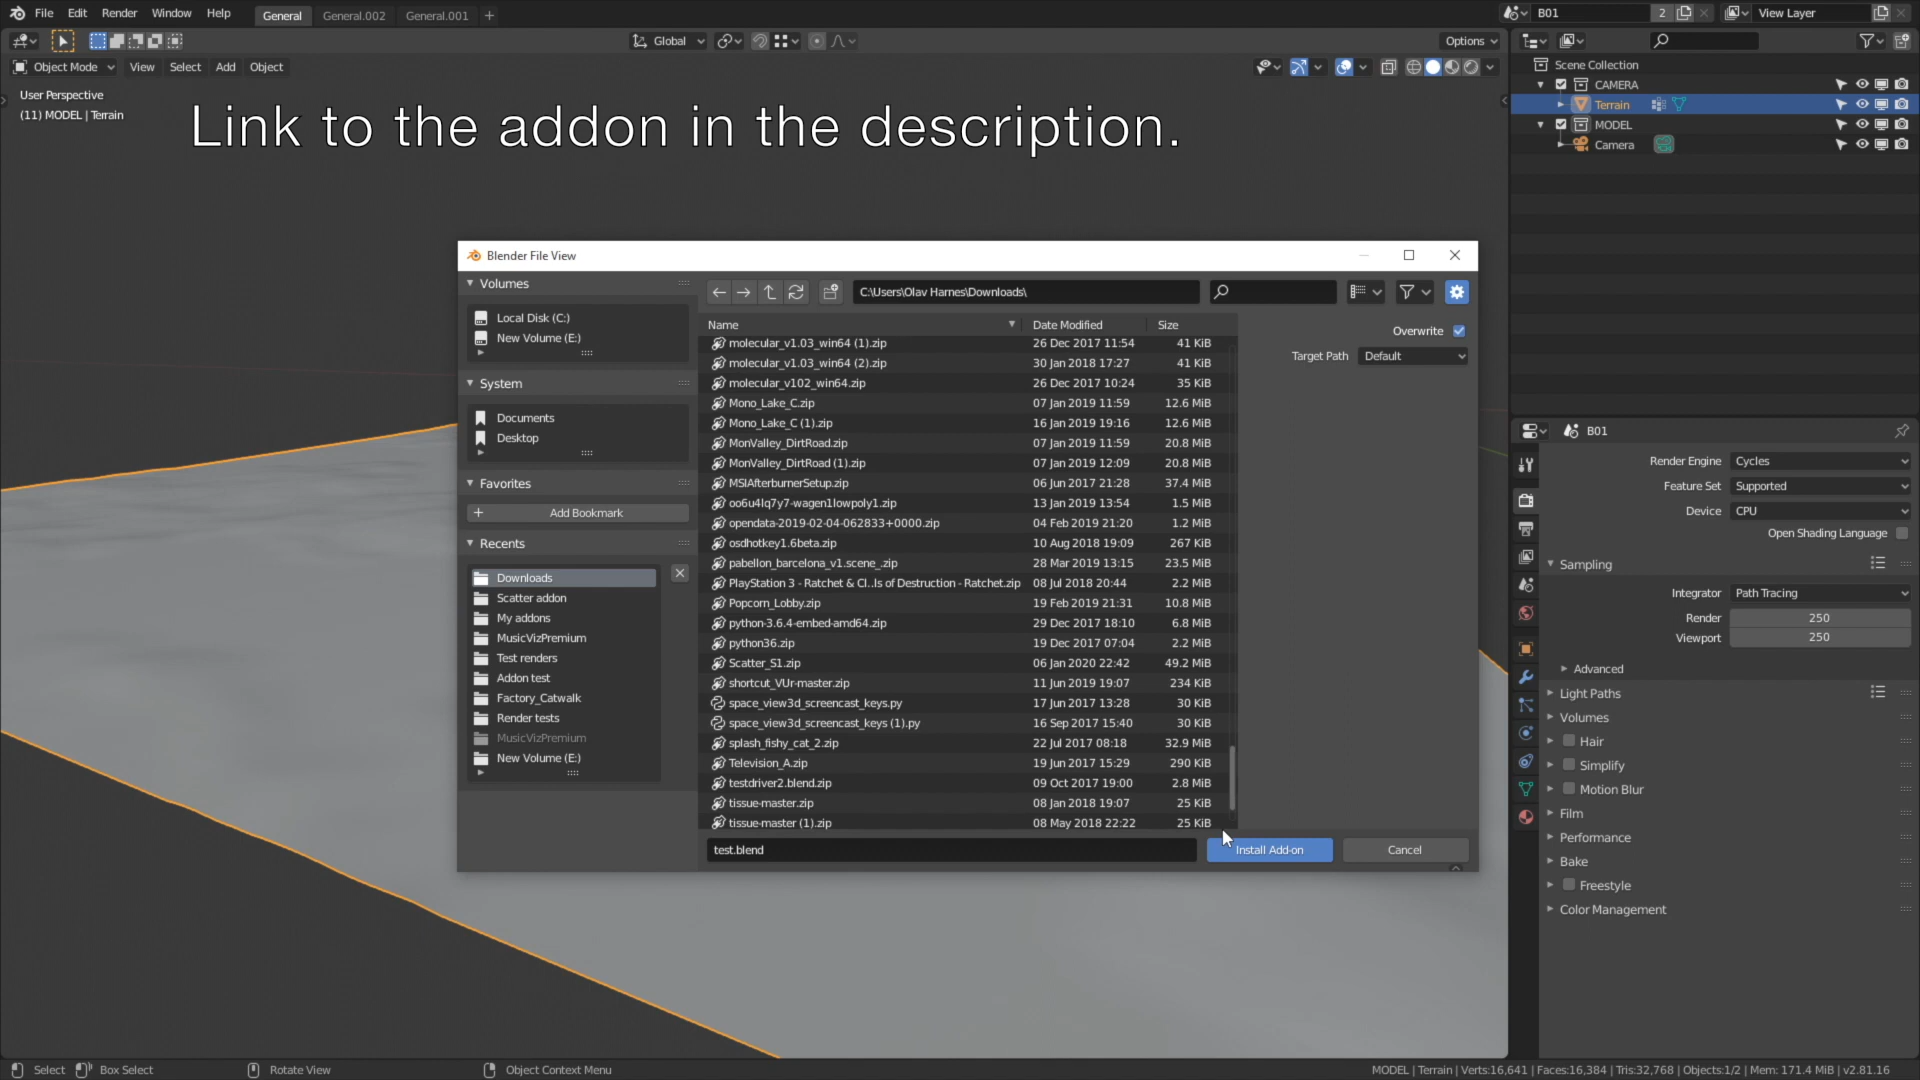 File Edit Render Window Help General General.002 General.001 + B01 2 View Layer
Global Options
Object Mode View Select Add Object
User Perspective
(11) MODEL | Terrain
Link to the addon in the description.
Scene Collection
CAMERA
Terrain
MODEL
Camera
Blender File View
Volumes
Local Disk (C:)
New Volume (E:)
System
Documents
Desktop
Favorites
+ Add Bookmark
Recents
Downloads
Scatter addon
My addons
MusicVizPremium
Test renders
Addon test
Factory_Catwalk
Render tests
MusicVizPremium
New Volume (E:)
C:\Users\Olav Harnes\Downloads\
Name Date Modified Size
molecular_v1.03_win64 (1).zip 26 Dec 2017 11:54 41 KiB
molecular_v1.03_win64 (2).zip 30 Jan 2018 17:27 41 KiB
molecular_v102_win64.zip 26 Dec 2017 10:24 35 KiB
Mono_Lake_C.zip 07 Jan 2019 11:59 12.6 MiB
Mono_Lake_C (1).zip 16 Jan 2019 19:16 12.6 MiB
MonValley_DirtRoad.zip 07 Jan 2019 11:59 20.8 MiB
MonValley_DirtRoad (1).zip 07 Jan 2019 12:09 20.8 MiB
MSIAfterburnerSetup.zip 06 Jun 2017 21:28 37.4 MiB
oo6u4lq7y7-wagen1lowpoly1.zip 13 Jan 2019 13:54 1.5 MiB
opendata-2019-02-04-062833+0000.zip 04 Feb 2019 21:20 1.2 MiB
osdhotkey1.6beta.zip 10 Aug 2018 19:09 267 KiB
pabellon_barcelona_v1.scene_.zip 28 Mar 2019 13:15 23.5 MiB
PlayStation 3 - Ratchet & Cl..ls of Destruction - Ratchet.zip 08 Jul 2018 20:44 2.2 MiB
Popcorn_Lobby.zip 19 Feb 2019 21:31 10.8 MiB
python-3.6.4-embed-amd64.zip 29 Dec 2017 18:10 6.8 MiB
python36.zip 19 Dec 2017 07:04 2.2 MiB
Scatter_S1.zip 06 Jan 2020 22:42 49.2 MiB
shortcut_VUr-master.zip 11 Jun 2019 19:07 234 KiB
space_view3d_screencast_keys.py 17 Jun 2017 13:28 30 KiB
space_view3d_screencast_keys (1).py 16 Sep 2017 15:40 30 KiB
splash_fishy_cat_2.zip 22 Jul 2017 08:18 32.9 MiB
Television_A.zip 19 Jun 2017 15:29 290 KiB
testdriver2.blend.zip 09 Oct 2017 19:00 2.8 MiB
tissue-master.zip 08 Jan 2018 19:07 25 KiB
tissue-master (1).zip 08 May 2018 22:22 25 KiB
test.blend Install Add-on Cancel
Overwrite
Target Path Default
B01
Render Engine Cycles
Feature Set Supported
Device CPU
Open Shading Language
Sampling
Integrator Path Tracing
Render 250
Viewport 250
Advanced
Light Paths
Volumes
Hair
Simplify
Motion Blur
Film
Performance
Bake
Freestyle
Color Management
Select Box Select Rotate View Object Context Menu MODEL | Terrain | Verts:16,641 | Faces:16,384 | Tris:32,768 | Objects:1/2 | Mem: 171.4 MiB | v2.81.16